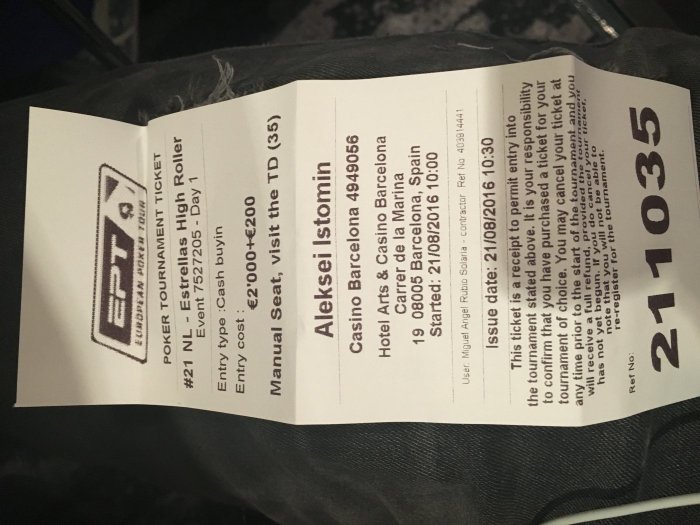 EPT
EUROPEAN POKER TOUR
POKER TOURNAMENT TICKET
#21 NL - Estrellas High Roller
Event 7527205 - Day 1
Entry type :Cash buyin
Entry cost :
€2'000+€200
Manual Seat, visit the TD (35)
Aleksei Istomin
Casino Barcelona 4949056
Hotel Arts & Casino Barcelona
Carrer de la Marina
19 08005 Barcelona, Spain
Started: 21/08/2016 10:00
User: Miguel Angel Rubio Solaria - contractor Ref No: 403914441
Issue date: 21/08/2016 10:30
This ticket is a receipt to permit entry into
the tournament stated above. It is your responsibility
to confirm that you have purchased a ticket for your
tournament of choice. You may cancel your ticket at
any time prior to the start of the tournament and you
will receive a full refund, provided the tournament
has not yet begun. If you do cancel your ticket,
note that you will not be able to
re-register for the tournament.
Ref No:
211035